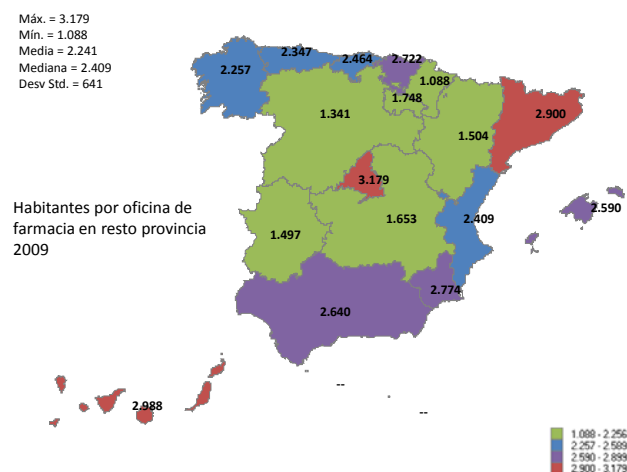 Máx. = 3.179
Mín. = 1.088
Media = 2.241
Mediana = 2.409
Desv Std. = 641
2.347
2.464
2.722
2.257
1.088
1.748
1.341
2.900
1.504
3.179
Habitantes por oficina de
farmacia en resto provincia
2009
2.590
1.653
2.409
1.497
2.774
2.640
--
2.988
--
1.088 - 2.256
2.257 - 2.589
2.590 - 2.899
2.900 - 3.179